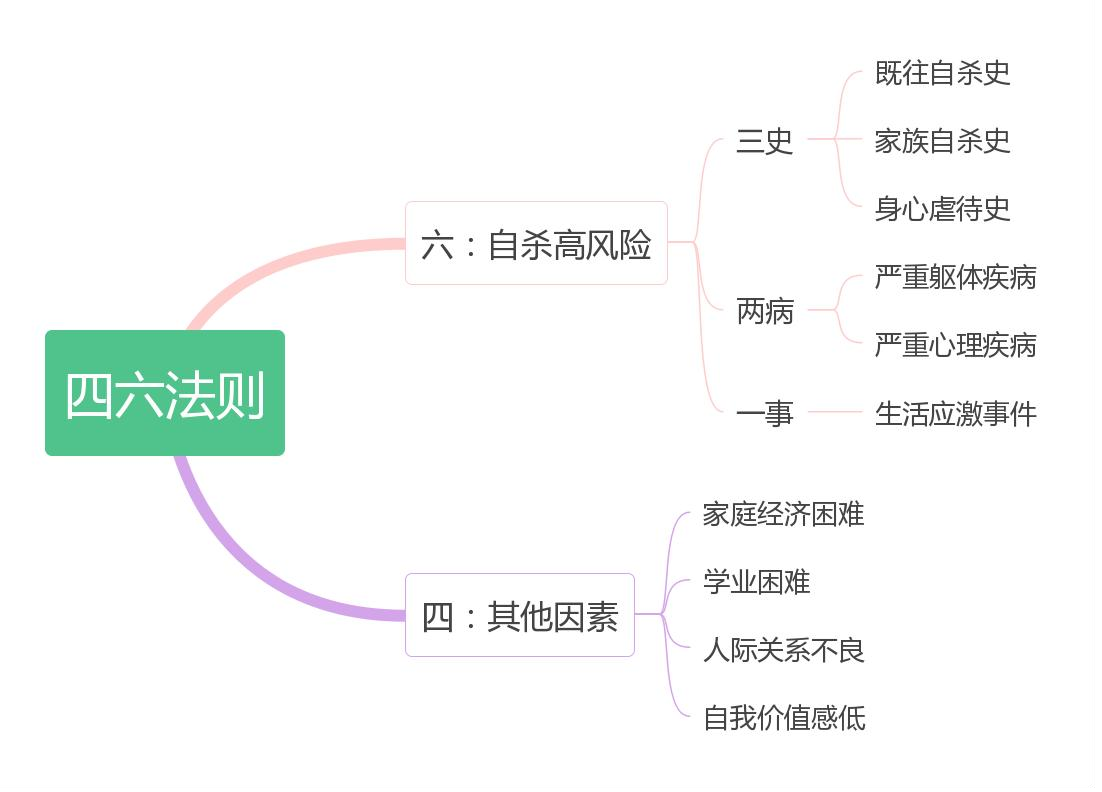 四六法则
六：自杀高风险
三史
既往自杀史
家族自杀史
身心虐待史
两病
严重躯体疾病
严重心理疾病
一事
生活应激事件
四：其他因素
家庭经济困难
学业困难
人际关系不良
自我价值感低